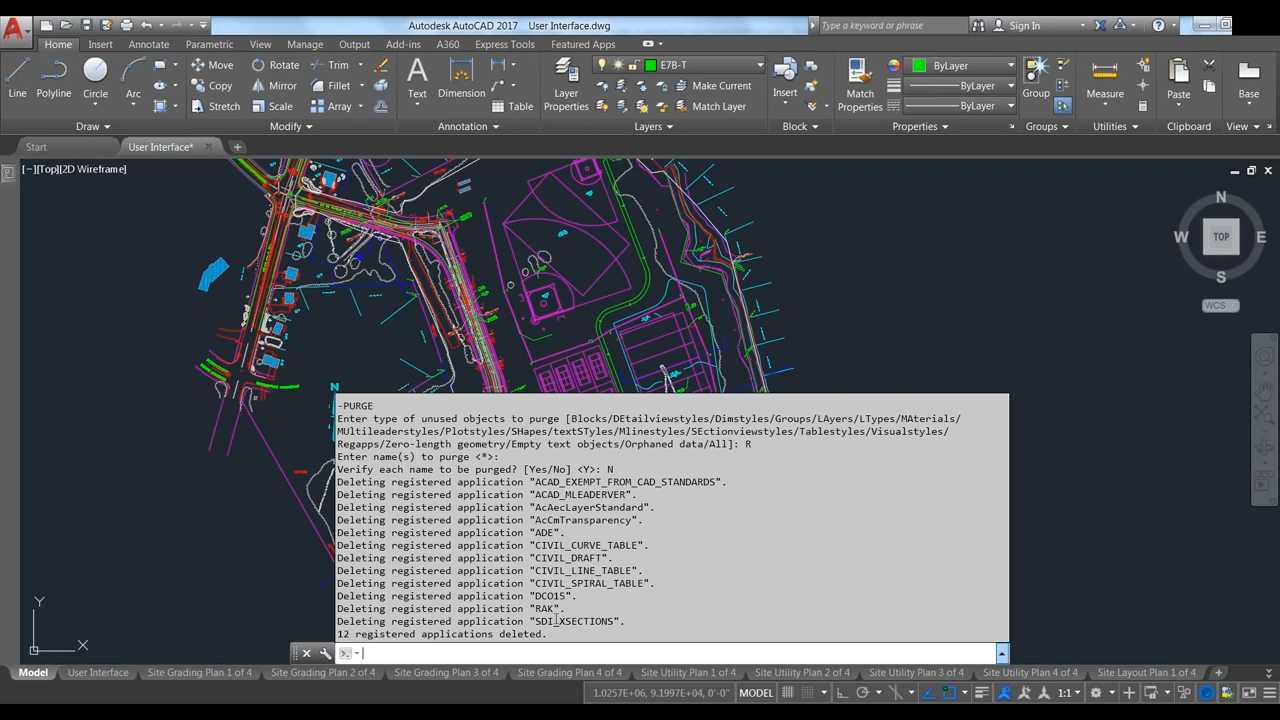 Autodesk AutoCAD 2017 User Interface.dwg
Type a keyword or phrase
Sign In
Home Insert Annotate Parametric View Manage Output Add-ins A360 Express Tools Featured Apps
Line
Polyline
Circle
Arc
Move
Rotate
Trim
Copy
Mirror
Fillet
Stretch
Scale
Array
Text
Dimension
Table
Layer
Properties
E7B-T
Make Current
Match Layer
Insert
Match
Properties
ByLayer
ByLayer
ByLayer
Group
Measure
Paste
Base
Draw
Modify
Annotation
Layers
Block
Properties
Groups
Utilities
Clipboard
View
Start
User Interface*
[−][Top][2D Wireframe]
N
W
TOP
E
S
WCS
N
-PURGE
Enter type of unused objects to purge [Blocks/DEtailviewstyles/Dimstyles/Groups/LAyers/LTypes/MAterials/
MUltileaderstyles/Plotstyles/SHapes/textSTyles/Mlinestyles/SEctionviewstyles/Tablestyles/Visualstyles/
Regapps/Zero-length geometry/Empty text objects/Orphaned data/All]: R
Enter name(s) to purge <*>:
Verify each name to be purged? [Yes/No] <Y>: N
Deleting registered application "ACAD_EXEMPT_FROM_CAD_STANDARDS".
Deleting registered application "ACAD_MLEADERVER".
Deleting registered application "AcAecLayerStandard".
Deleting registered application "AcCmTransparency".
Deleting registered application "ADE".
Deleting registered application "CIVIL_CURVE_TABLE".
Deleting registered application "CIVIL_DRAFT".
Deleting registered application "CIVIL_LINE_TABLE".
Deleting registered application "CIVIL_SPIRAL_TABLE".
Deleting registered application "DCO15".
Deleting registered application "RAK".
Deleting registered application "SDI_XSECTIONS".
12 registered applications deleted.
Y
X
Model User Interface Site Grading Plan 1 of 4 Site Grading Plan 2 of 4 Site Grading Plan 3 of 4 Site Grading Plan 4 of 4 Site Utility Plan 1 of 4 Site Utility Plan 2 of 4 Site Utility Plan 3 of 4 Site Utility Plan 4 of 4 Site Layout Plan 1 of 4
1.0257E+06, 9.1997E+04, 0'-0" MODEL 1:1